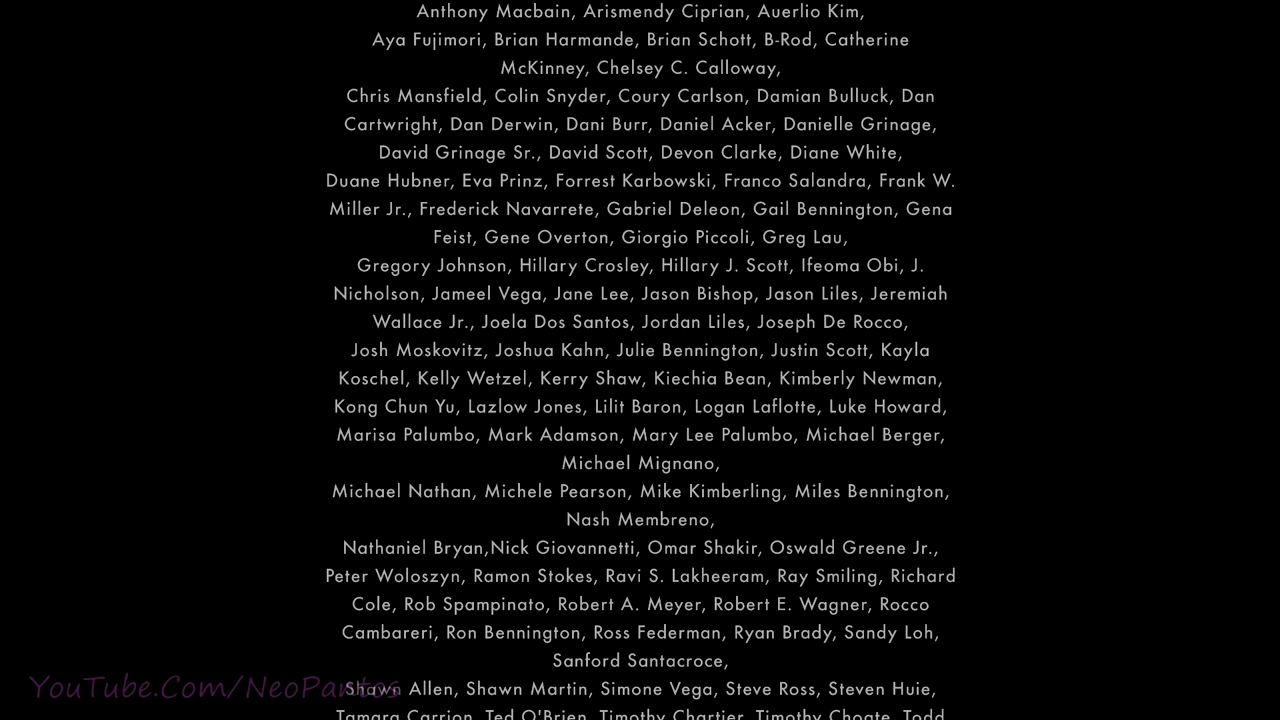 Anthony Macbain, Arismendy Ciprian, Auerlio Kim,
Aya Fujimori, Brian Harmande, Brian Schott, B-Rod, Catherine
McKinney, Chelsey C. Calloway,
Chris Mansfield, Colin Snyder, Coury Carlson, Damian Bulluck, Dan
Cartwright, Dan Derwin, Dani Burr, Daniel Acker, Danielle Grinage,
David Grinage Sr., David Scott, Devon Clarke, Diane White,
Duane Hubner, Eva Prinz, Forrest Karbowski, Franco Salandra, Frank W.
Miller Jr., Frederick Navarrete, Gabriel Deleon, Gail Bennington, Gena
Feist, Gene Overton, Giorgio Piccoli, Greg Lau,
Gregory Johnson, Hillary Crosley, Hillary J. Scott, Ifeoma Obi, J.
Nicholson, Jameel Vega, Jane Lee, Jason Bishop, Jason Liles, Jeremiah
Wallace Jr., Joela Dos Santos, Jordan Liles, Joseph De Rocco,
Josh Moskovitz, Joshua Kahn, Julie Bennington, Justin Scott, Kayla
Koschel, Kelly Wetzel, Kerry Shaw, Kiechia Bean, Kimberly Newman,
Kong Chun Yu, Lazlow Jones, Lilit Baron, Logan Laflotte, Luke Howard,
Marisa Palumbo, Mark Adamson, Mary Lee Palumbo, Michael Berger,
Michael Mignano,
Michael Nathan, Michele Pearson, Mike Kimberling, Miles Bennington,
Nash Membreno,
Nathaniel Bryan,Nick Giovannetti, Omar Shakir, Oswald Greene Jr.,
Peter Woloszyn, Ramon Stokes, Ravi S. Lakheeram, Ray Smiling, Richard
Cole, Rob Spampinato, Robert A. Meyer, Robert E. Wagner, Rocco
Cambareri, Ron Bennington, Ross Federman, Ryan Brady, Sandy Loh,
Sanford Santacroce,
Shawn Allen, Shawn Martin, Simone Vega, Steve Ross, Steven Huie,
Tamara Carrion, Ted O'Brien, Timothy Chartier, Timothy Choate, Todd
YouTube.Com/NeoPantos